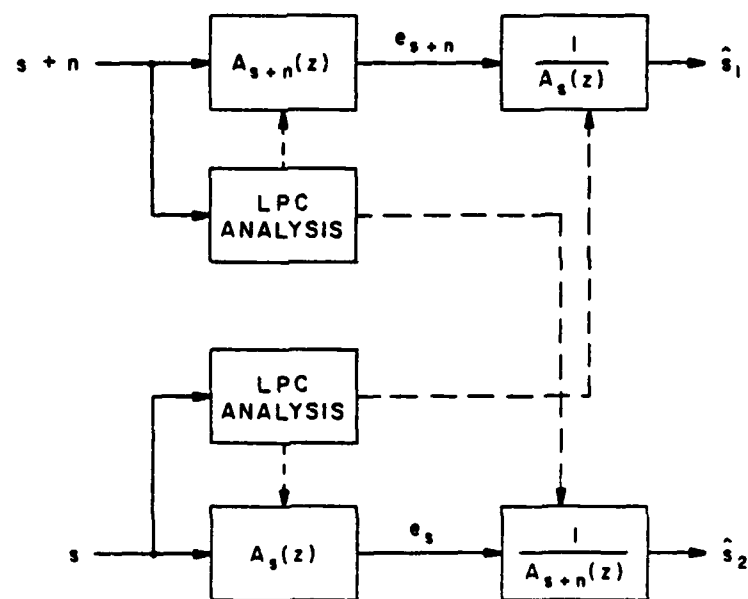 s + n
A_{s+n}(z)
e_{s+n}
1
A_s(z)
ŝ_1
LPC
ANALYSIS
LPC
ANALYSIS
s
A_s(z)
e_s
1
A_{s+n}(z)
ŝ_2